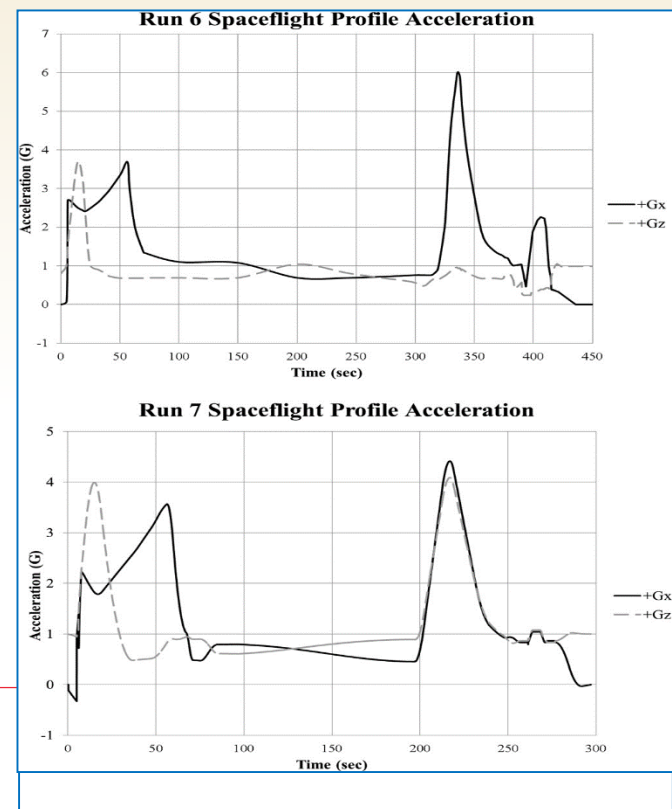 Run 6 Spaceflight Profile Acceleration
7
6
5
4
3
2
1
0
-1
Acceleration (G)
0 50 100 150 200 250 300 350 400 450
Time (sec)
+Gx
+Gz
Run 7 Spaceflight Profile Acceleration
5
4
3
2
1
0
-1
Acceleration (G)
0 50 100 150 200 250 300
Time (sec)
+Gx
+Gz